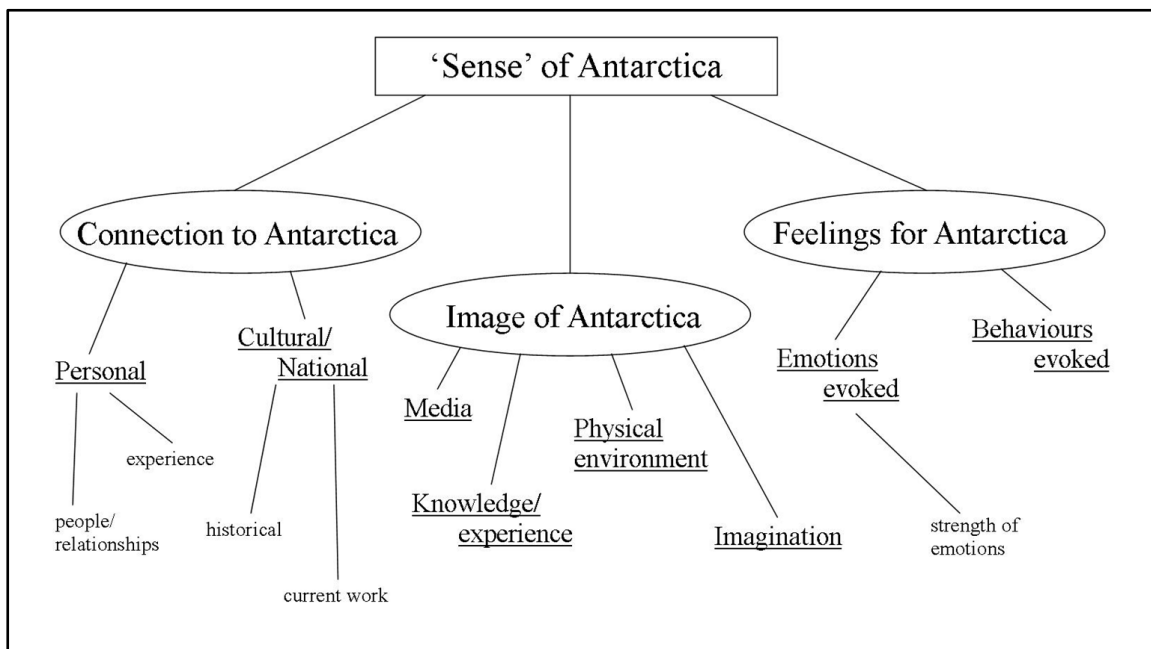 ‘Sense’ of Antarctica
Connection to Antarctica
Personal
people/
relationships
experience
Cultural/
National
historical
current work
Image of Antarctica
Media
Knowledge/
experience
Physical
environment
Imagination
Feelings for Antarctica
Emotions
evoked
strength of
emotions
Behaviours
evoked